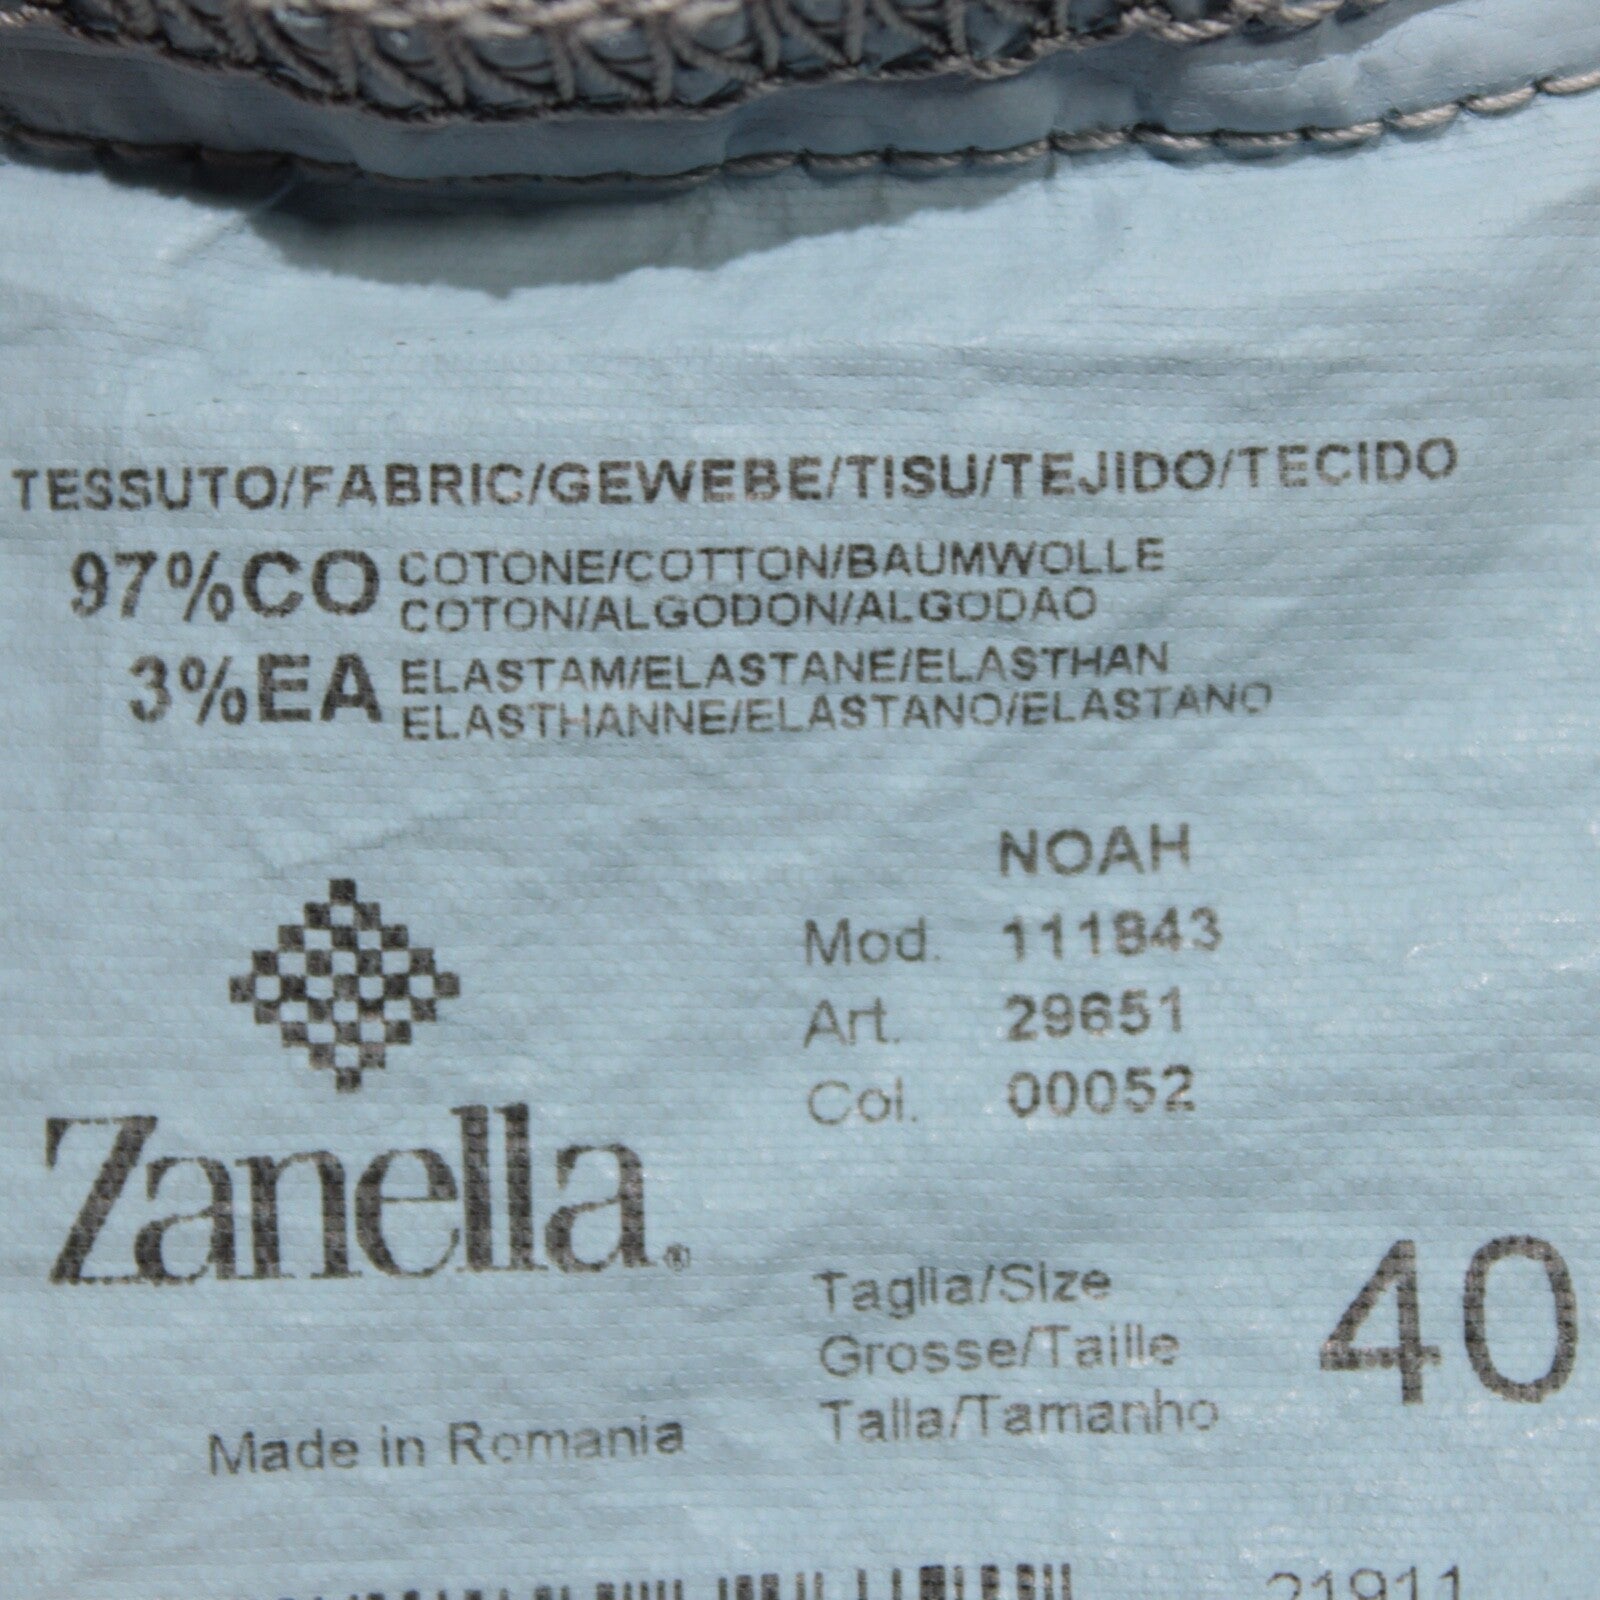 TESSUTO/FABRIC/GEWEBE/TISU/TEJIDO/TECIDO
97%CO COTONE/COTTON/BAUMWOLLE
COTON/ALGODON/ALGODAO
3%EA ELASTAM/ELASTANE/ELASTHAN
ELASTHANNE/ELASTANO/ELASTANO
NOAH
Mod. 111843
Art. 29651
Col. 00052
Zanella®
Taglia/Size
Grosse/Taille
Talla/Tamanho
40
Made in Romania
21911